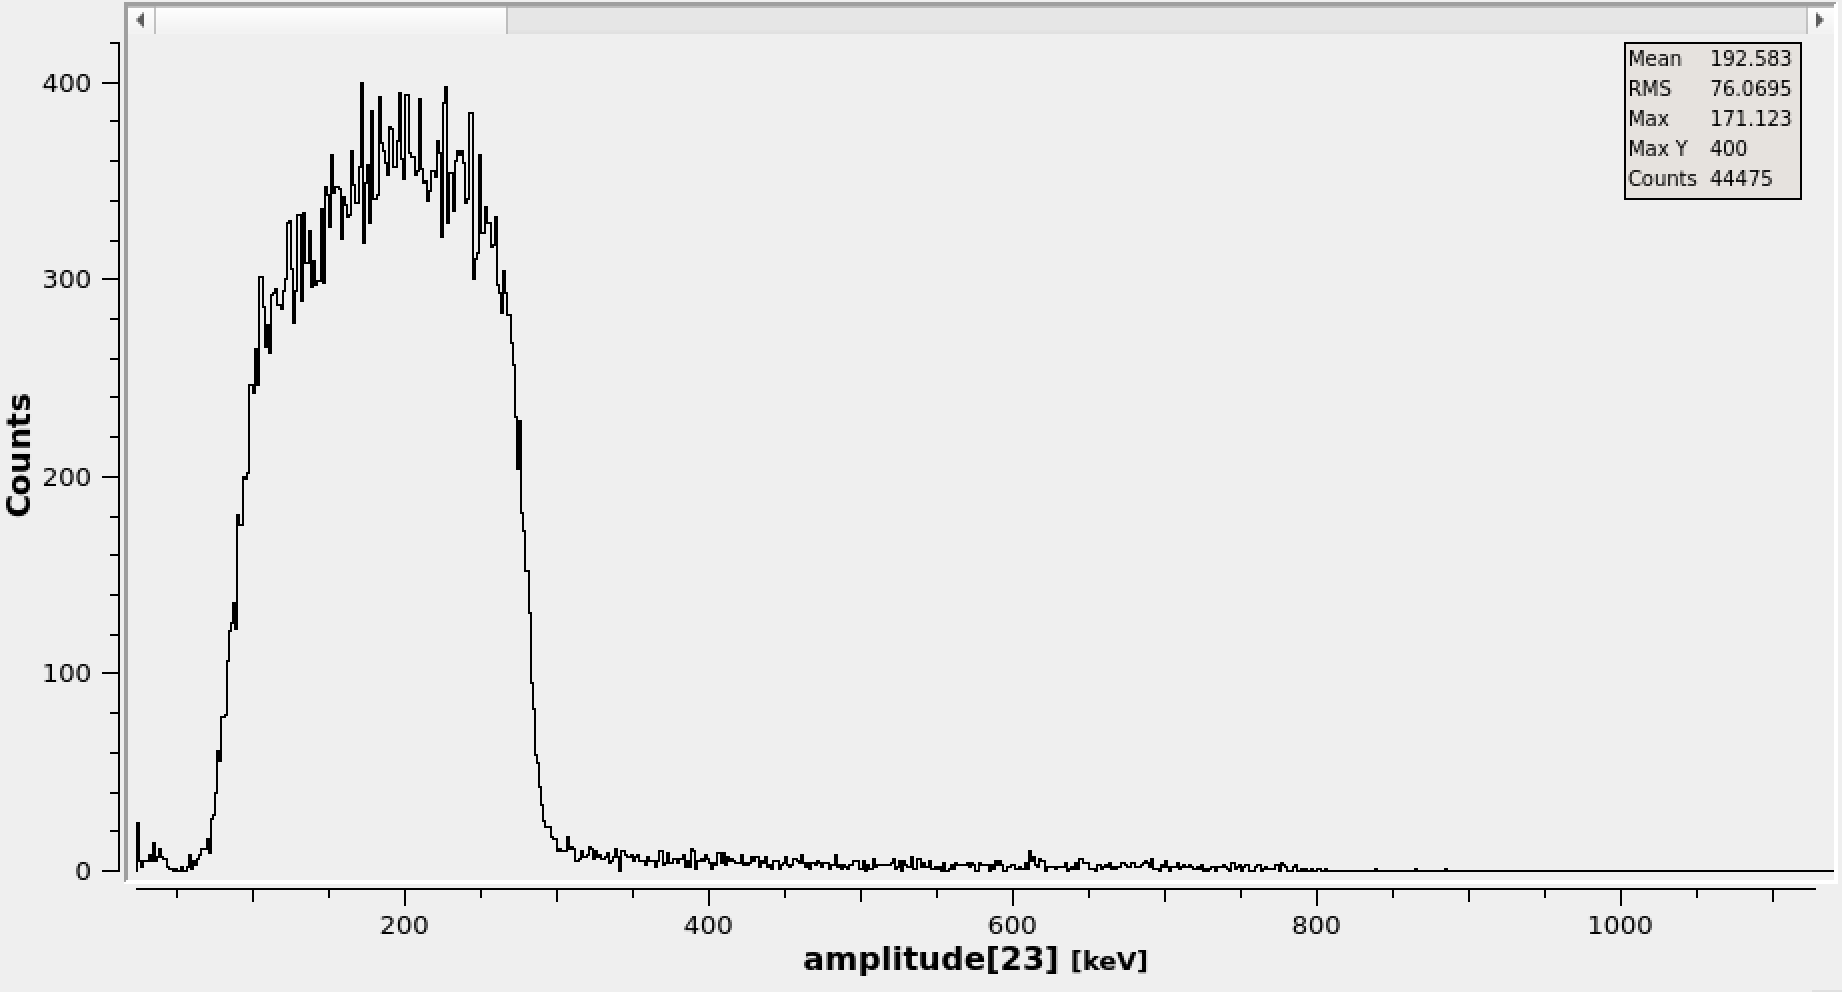 Mean 192.583
RMS 76.0695
Max 171.123
Max Y 400
Counts 44475
400
300
200
100
0
Counts
200 400 600 800 1000
amplitude[23] [keV]